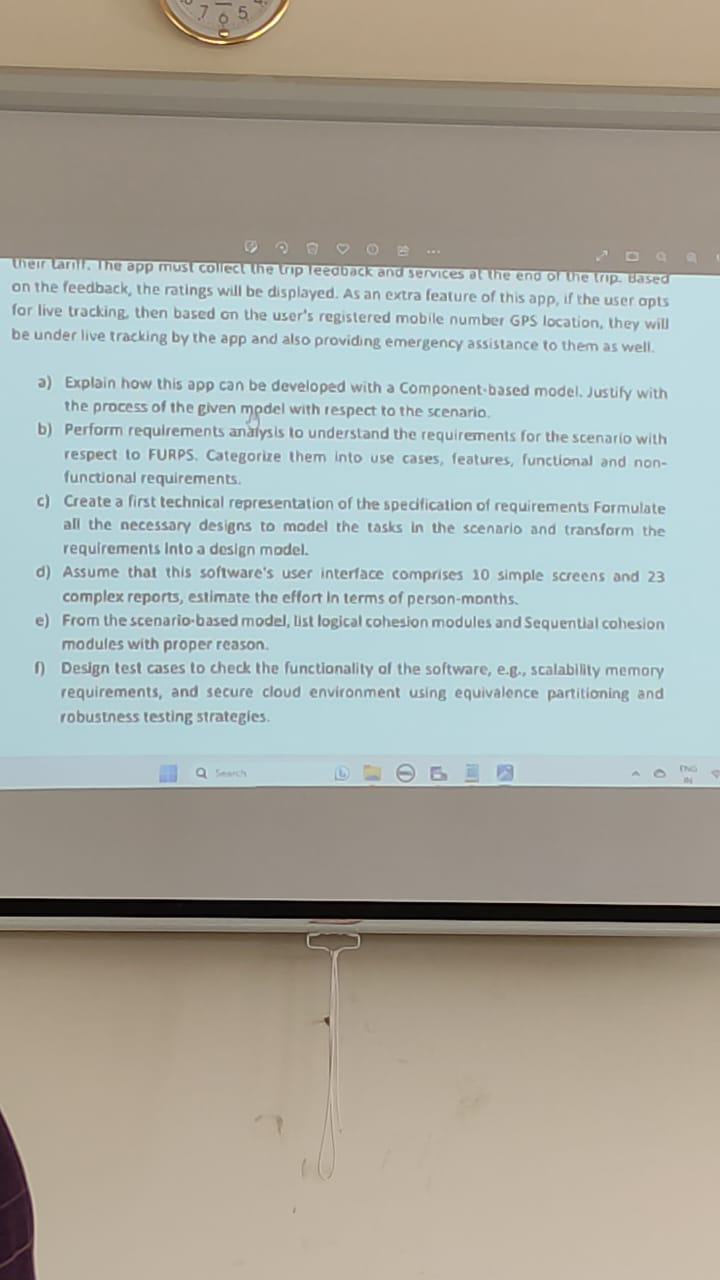 7 6 5
their tariff. The app must collect the trip feedback and services at the end of the trip. Based
on the feedback, the ratings will be displayed. As an extra feature of this app, if the user opts
for live tracking, then based on the user's registered mobile number GPS location, they will
be under live tracking by the app and also providing emergency assistance to them as well.
a) Explain how this app can be developed with a Component-based model. Justify with
the process of the given model with respect to the scenario.
b) Perform requirements analysis to understand the requirements for the scenario with
respect to FURPS. Categorize them into use cases, features, functional and non-
functional requirements.
c) Create a first technical representation of the specification of requirements Formulate
all the necessary designs to model the tasks in the scenario and transform the
requirements into a design model.
d) Assume that this software's user interface comprises 10 simple screens and 23
complex reports, estimate the effort in terms of person-months.
e) From the scenario-based model, list logical cohesion modules and Sequential cohesion
modules with proper reason.
f) Design test cases to check the functionality of the software, e.g., scalability memory
requirements, and secure cloud environment using equivalence partitioning and
robustness testing strategies.
Search
ENG
IN